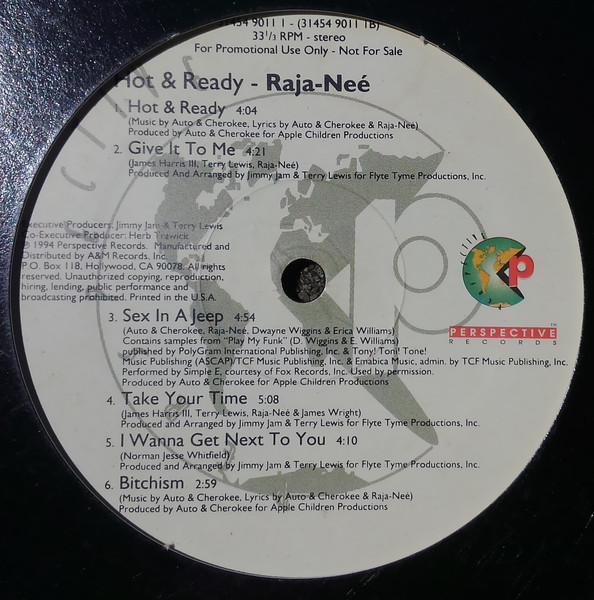 31454 9011 1 - (31454 9011 1B)
33⅓ RPM - stereo
For Promotional Use Only - Not For Sale
Hot & Ready - Raja-Neé
1. Hot & Ready 4:04
(Music by Auto & Cherokee, Lyrics by Auto & Cherokee & Raja-Neé)
Produced by Auto & Cherokee for Apple Children Productions
2. Give It To Me 4:21
(James Harris III, Terry Lewis, Raja-Neé)
Produced and Arranged by Jimmy Jam & Terry Lewis for Flyte Tyme Productions, Inc.
Executive Producers, Jimmy Jam & Terry Lewis
Co-Executive Producer: Herb Trawick
℗ 1994 Perspective Records. Manufactured and
Distributed by A&M Records, Inc.
P.O. Box 118, Hollywood, CA 90078. All rights
reserved. Unauthorized copying, reproduction,
hiring, lending, public performance and
broadcasting prohibited. Printed in the U.S.A.
P
PERSPECTIVE
RECORDS
3. Sex In A Jeep 4:54
(Auto & Cherokee, Raja-Neé, Dwayne Wiggins & Erica Williams)
Contains samples from "Play My Funk" (D. Wiggins & E. Williams)
published by PolyGram International Publishing, Inc. & Tony! Toni! Tone!
Music Publishing (ASCAP)/TCF Music Publishing, Inc. & Emabica Music, admin. by TCF Music Publishing, Inc.
Performed by Simple E, courtesy of Fox Records, Inc. Used by permission.
Produced by Auto & Cherokee for Apple Children Productions
4. Take Your Time 5:08
(James Harris III, Terry Lewis, Raja-Neé & James Wright)
Produced and Arranged by Jimmy Jam & Terry Lewis for Flyte Tyme Productions, Inc.
5. I Wanna Get Next To You 4:10
(Norman Jesse Whitfield)
Produced and Arranged by Jimmy Jam & Terry Lewis for Flyte Tyme Productions, Inc.
6. Bitchism 2:59
(Music by Auto & Cherokee, Lyrics by Auto & Cherokee & Raja-Neé)
Produced by Auto & Cherokee for Apple Children Productions